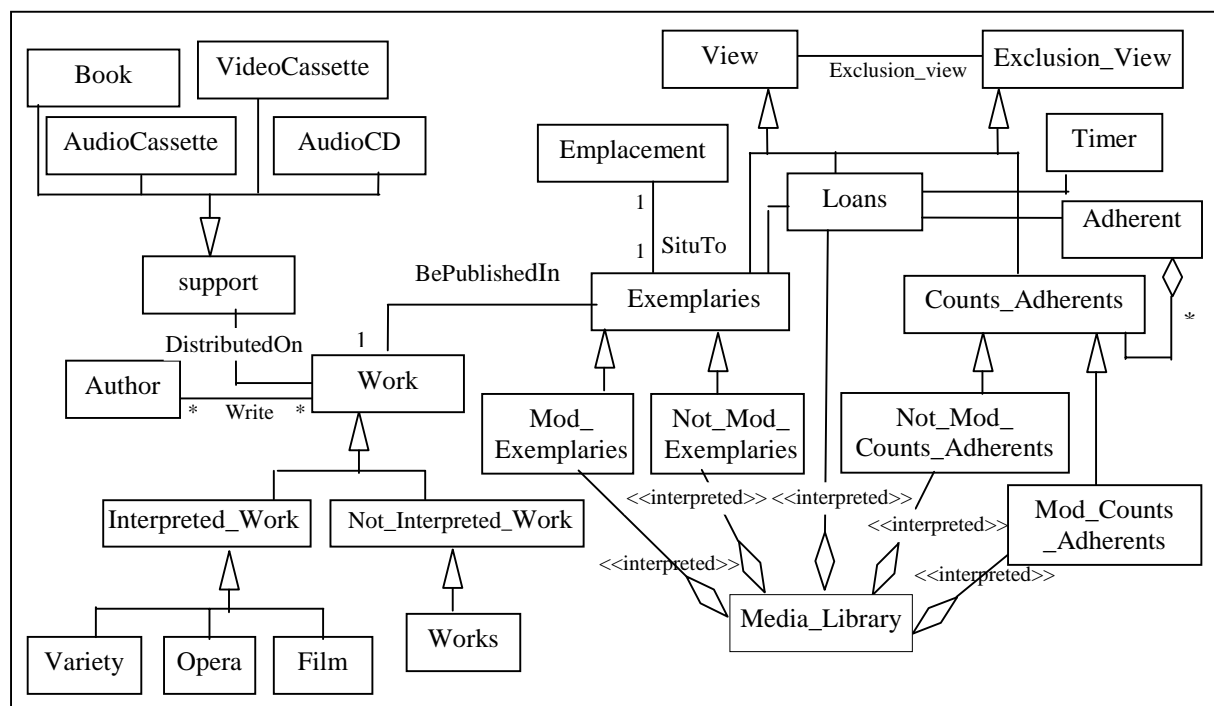 View
Exclusion_view
Exclusion_View
Book
VideoCassette
AudioCassette
AudioCD
Emplacement
Timer
Loans
Adherent
1
1
SituTo
support
BePublishedIn
Exemplaries
Counts_Adherents
*
DistributedOn
1
Author
*
Write
*
Work
Mod_
Exemplaries
Not_Mod_
Exemplaries
Not_Mod_
Counts_Adherents
Mod_Counts
_Adherents
Interpreted_Work
Not_Interpreted_Work
<<interpreted>>
<<interpreted>>
<<interpreted>>
<<interpreted>>
<<interpreted>>
Media_Library
Variety
Opera
Film
Works